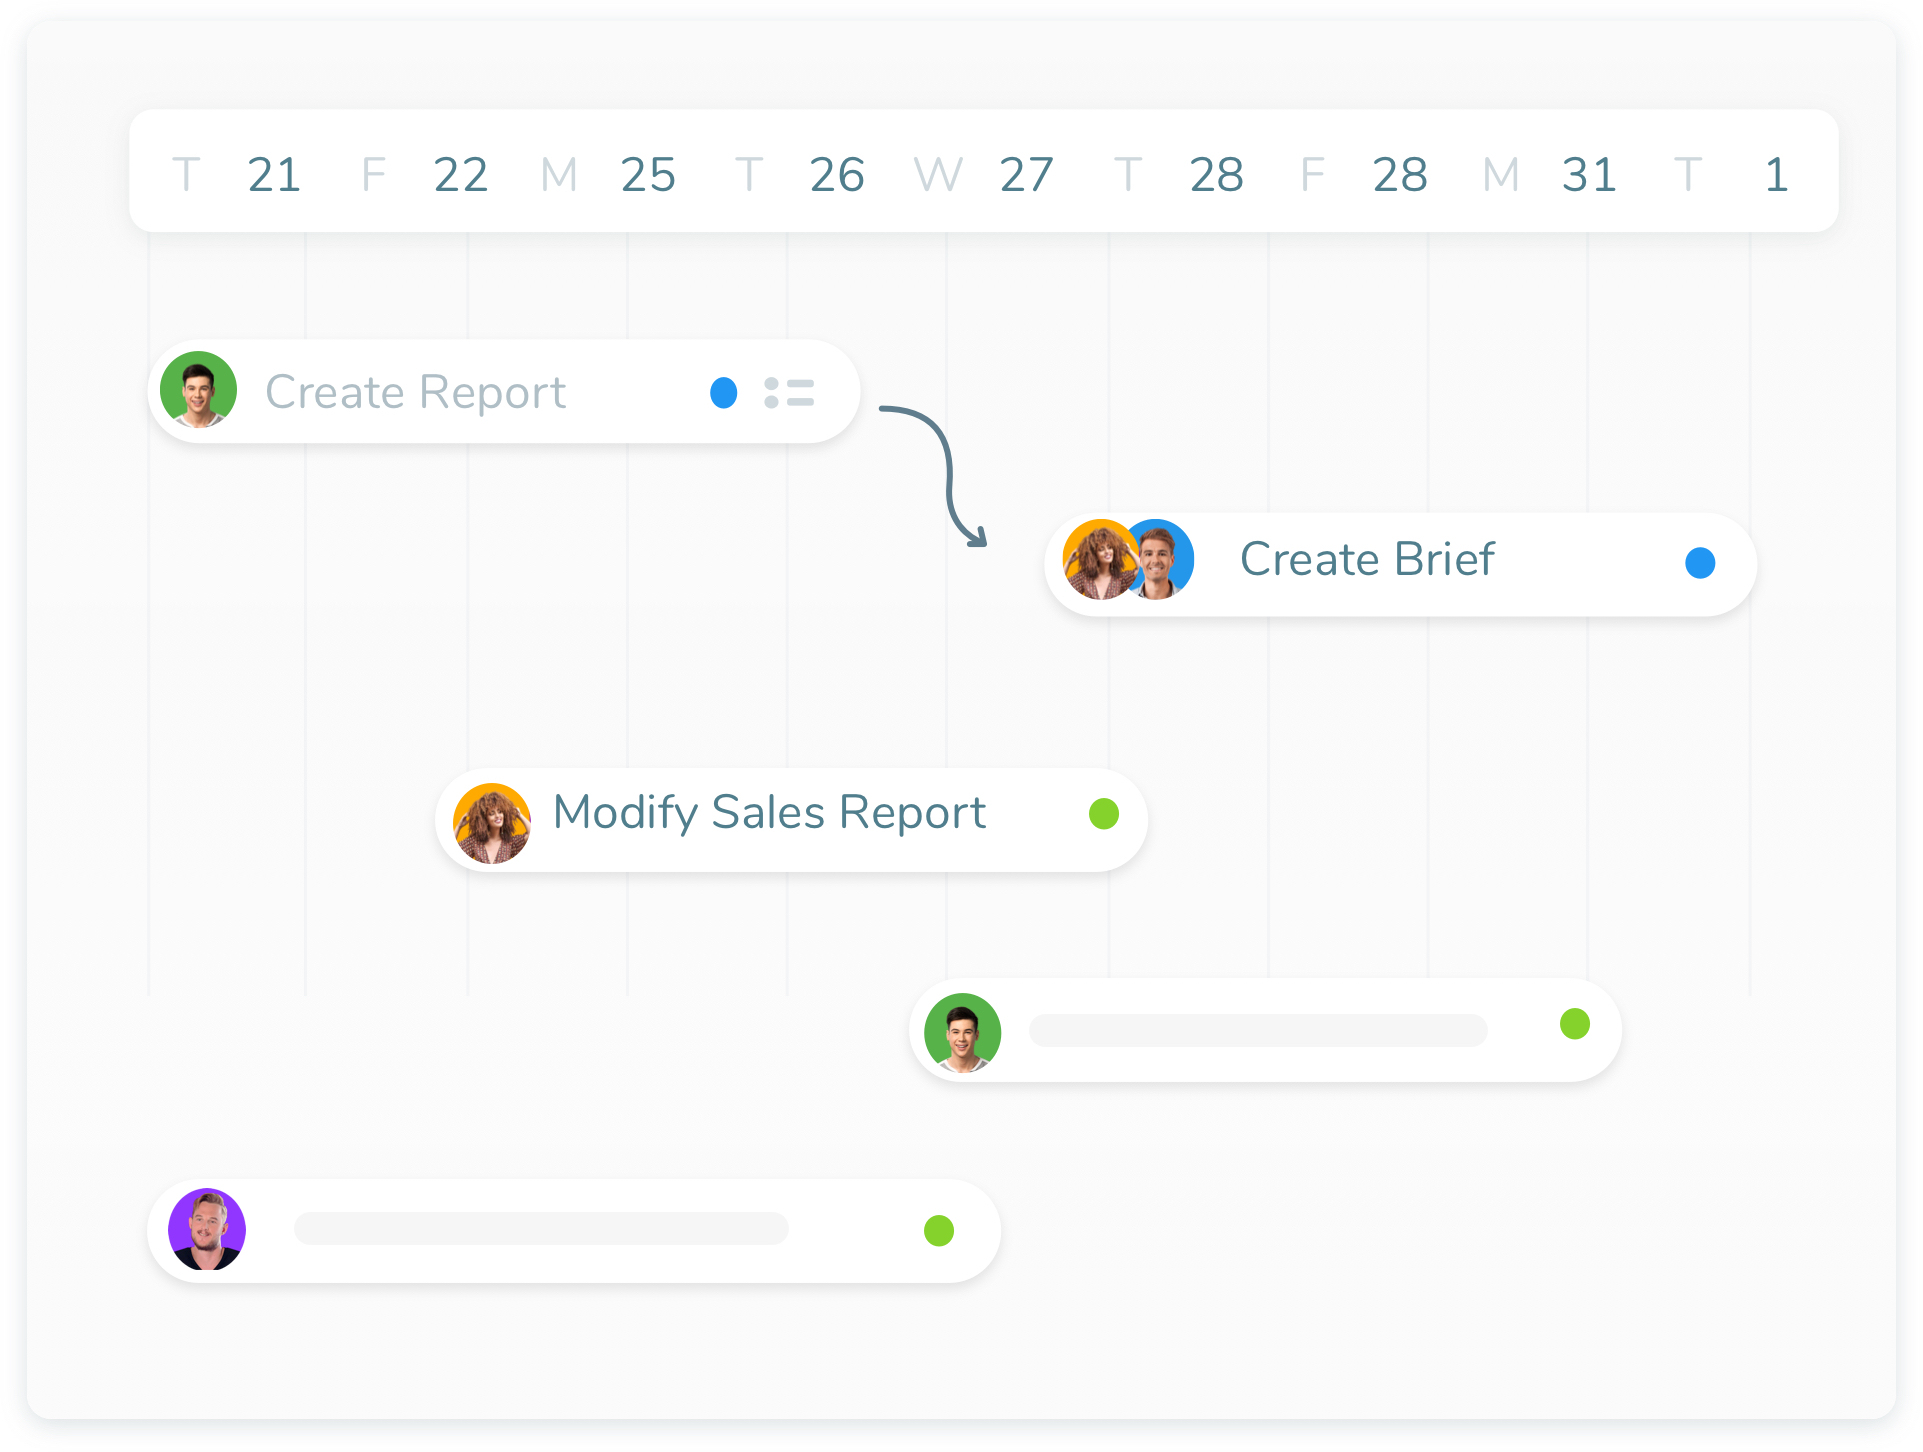 T 21 F 22 M 25 T 26 W 27 T 28 F 28 M 31 T 1
Create Report
Create Brief
Modify Sales Report